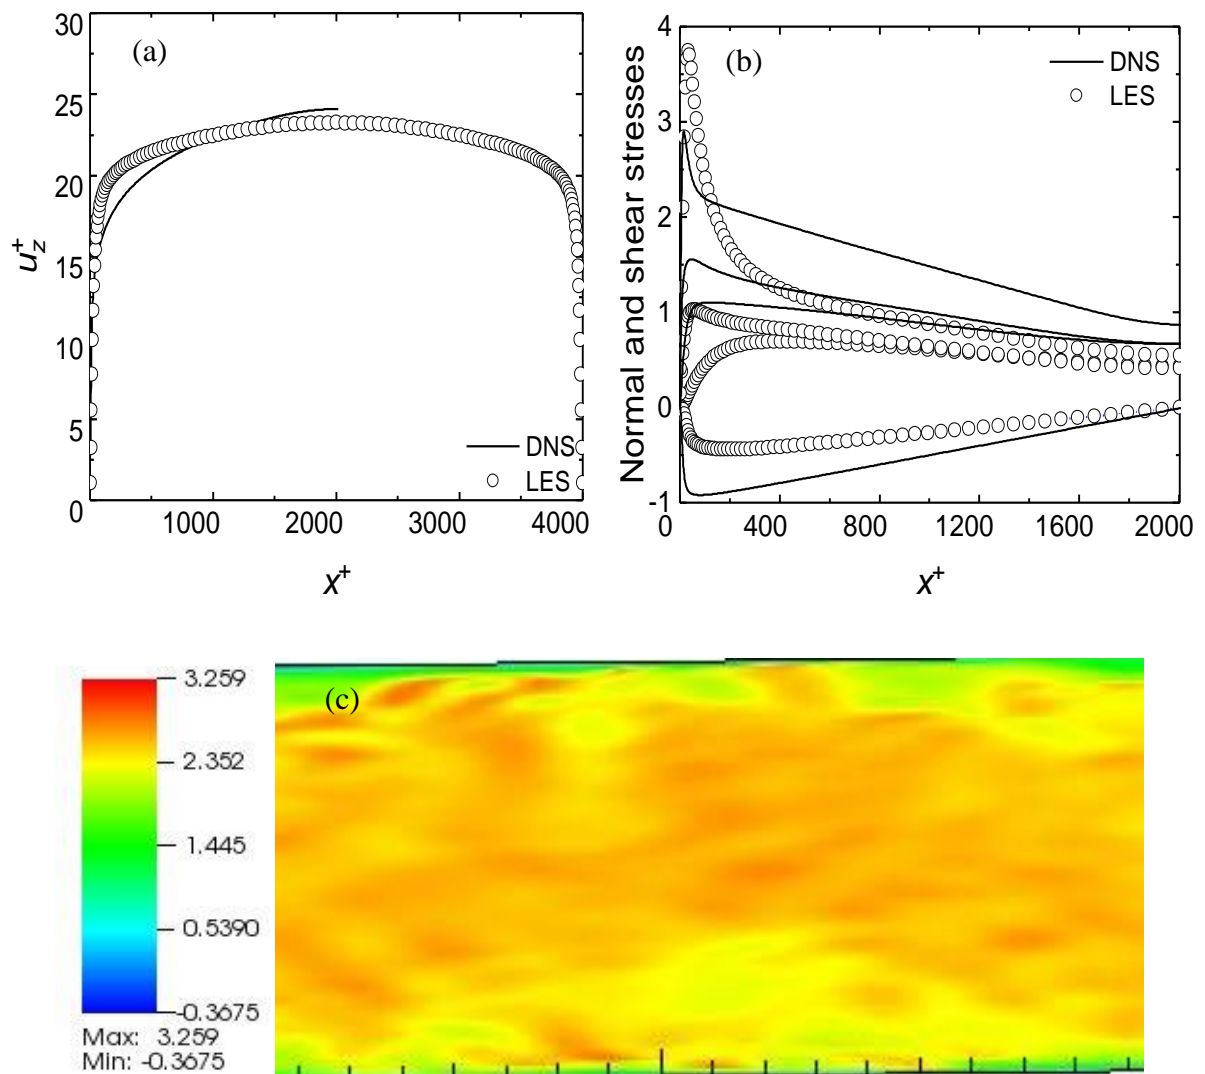 (a)
30
25
20
15
10
5
0
u_z^+
DNS
LES
1000 2000 3000 4000
x^+
(b)
4
3
2
1
0
-1
Normal and shear stresses
DNS
LES
0 400 800 1200 1600 2000
x^+
(c)
3.259
2.352
1.445
0.5390
-0.3675
Max: 3.259
Min: -0.3675